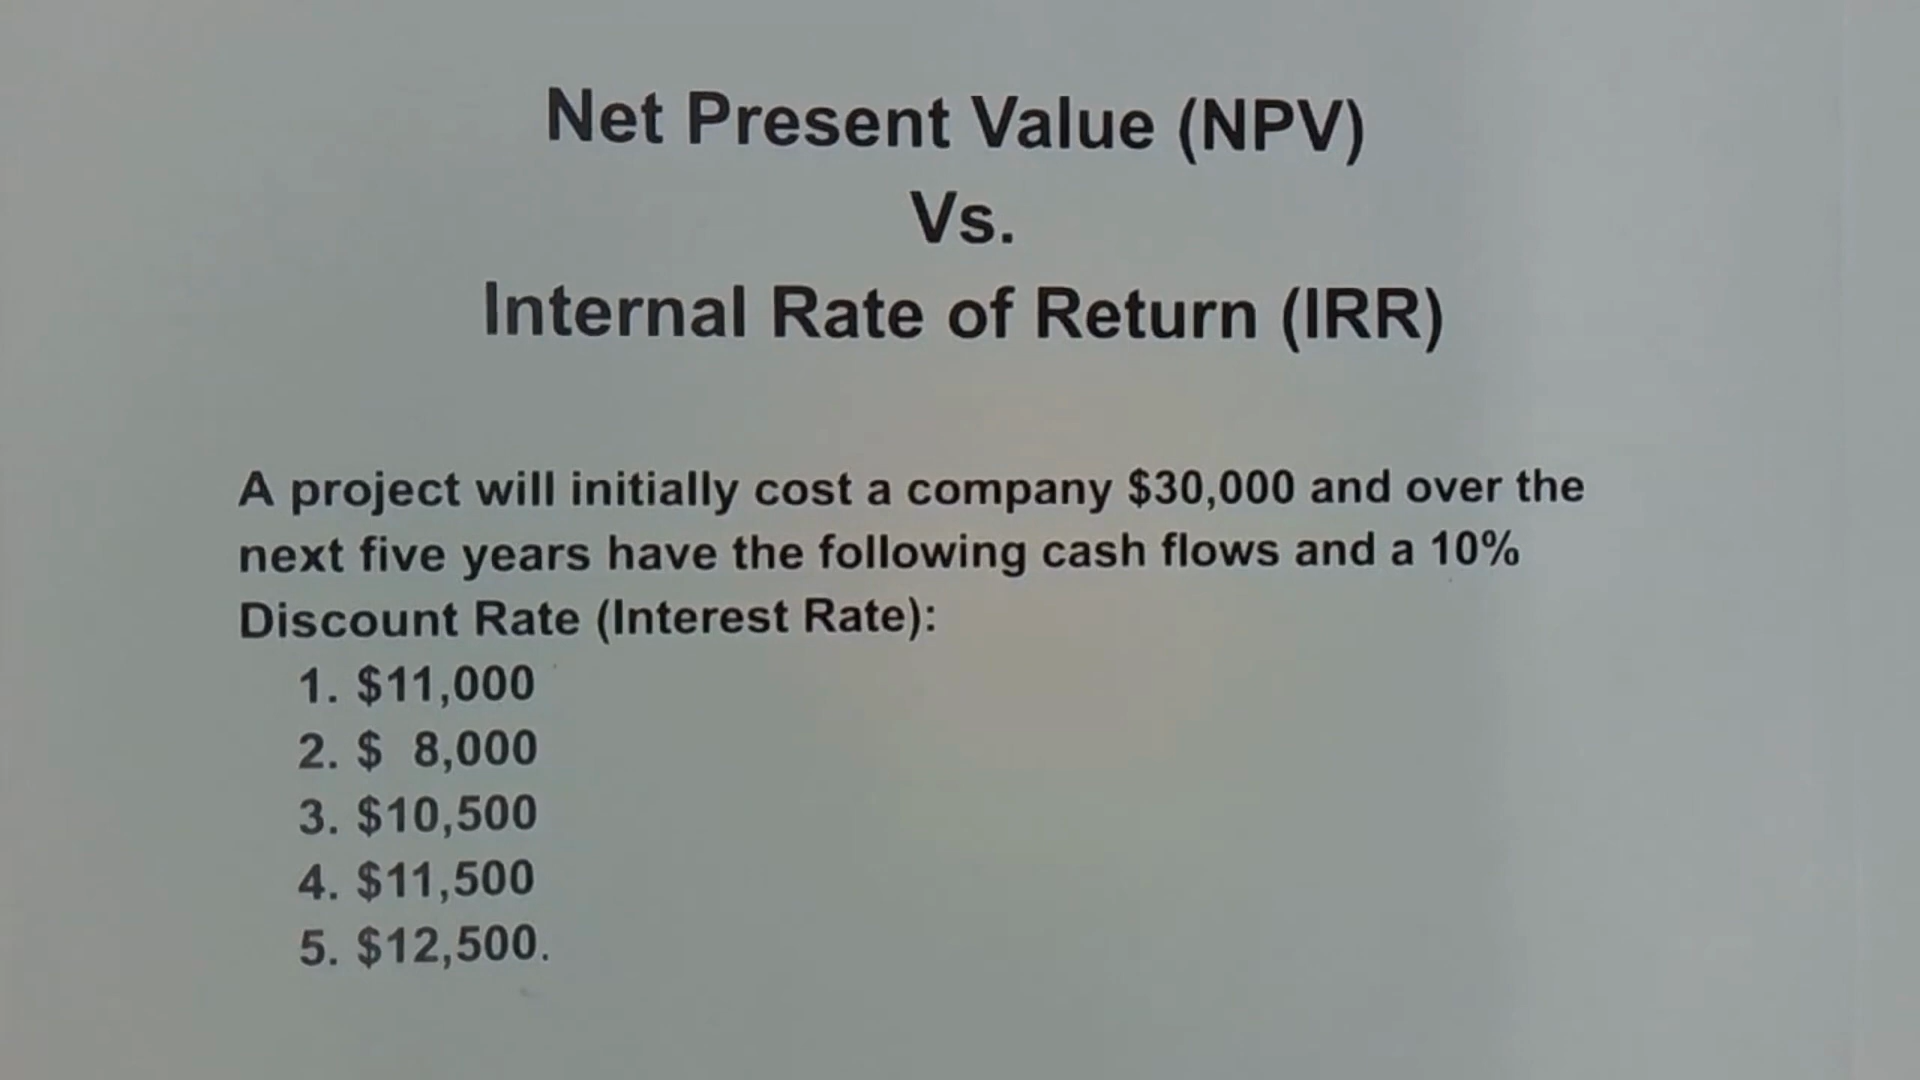 Net Present Value (NPV)
Vs.
Internal Rate of Return (IRR)
A project will initially cost a company $30,000 and over the
next five years have the following cash flows and a 10%
Discount Rate (Interest Rate):
1. $11,000
2. $ 8,000
3. $10,500
4. $11,500
5. $12,500.